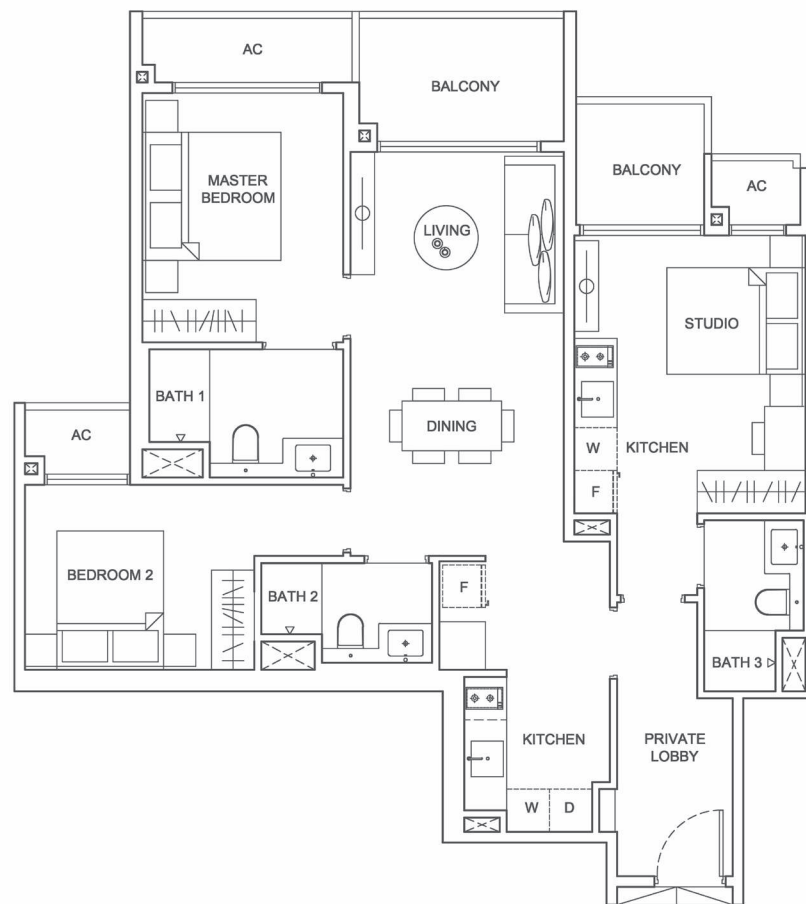 AC
BALCONY
BALCONY
AC
MASTER
BEDROOM
LIVING
STUDIO
BATH 1
DINING
AC
W
KITCHEN
F
BEDROOM 2
BATH 2
F
BATH 3
KITCHEN
PRIVATE
LOBBY
W
D